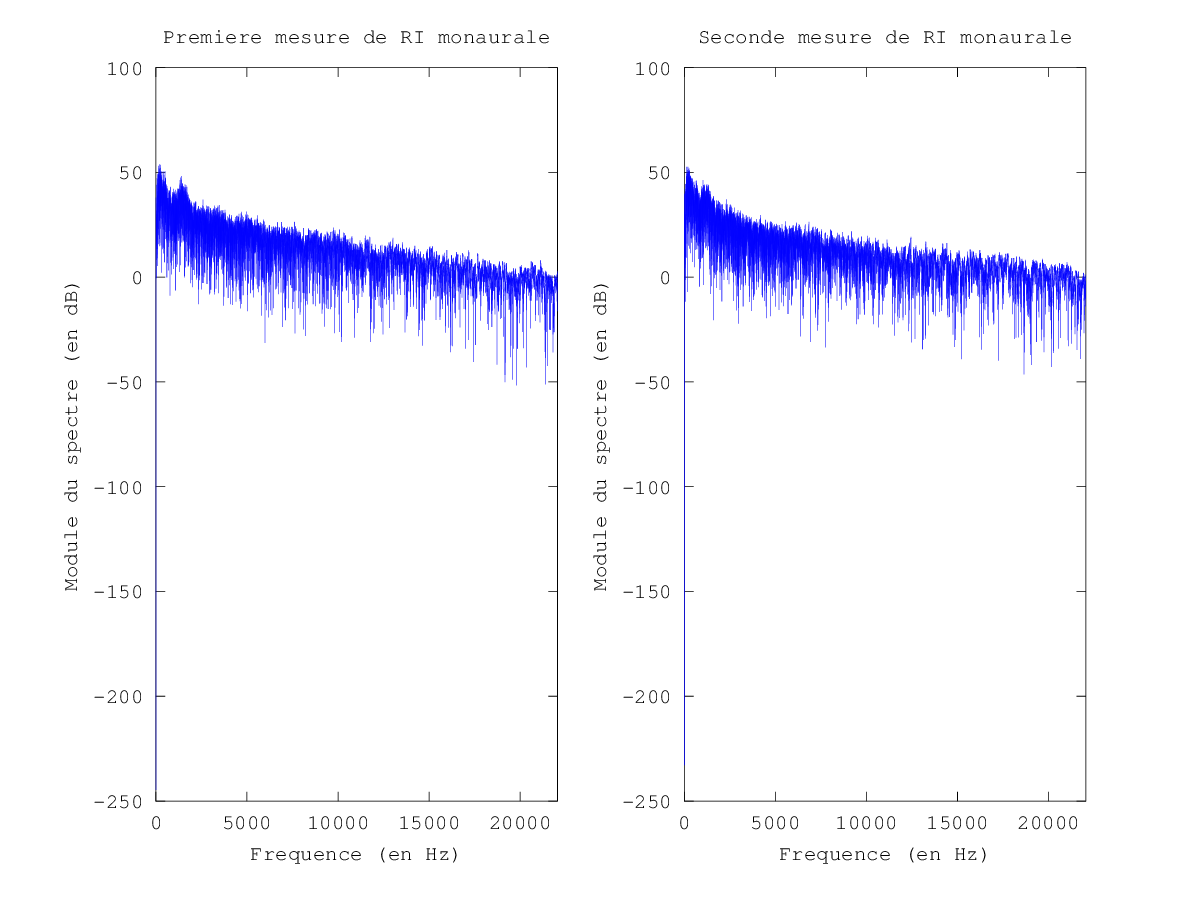 Premiere mesure de RI monaurale
100
50
0
-50
-100
-150
-200
-250
Module du spectre (en dB)
0 5000 10000 15000 20000
Frequence (en Hz)
Seconde mesure de RI monaurale
100
50
0
-50
-100
-150
-200
-250
Module du spectre (en dB)
0 5000 10000 15000 20000
Frequence (en Hz)